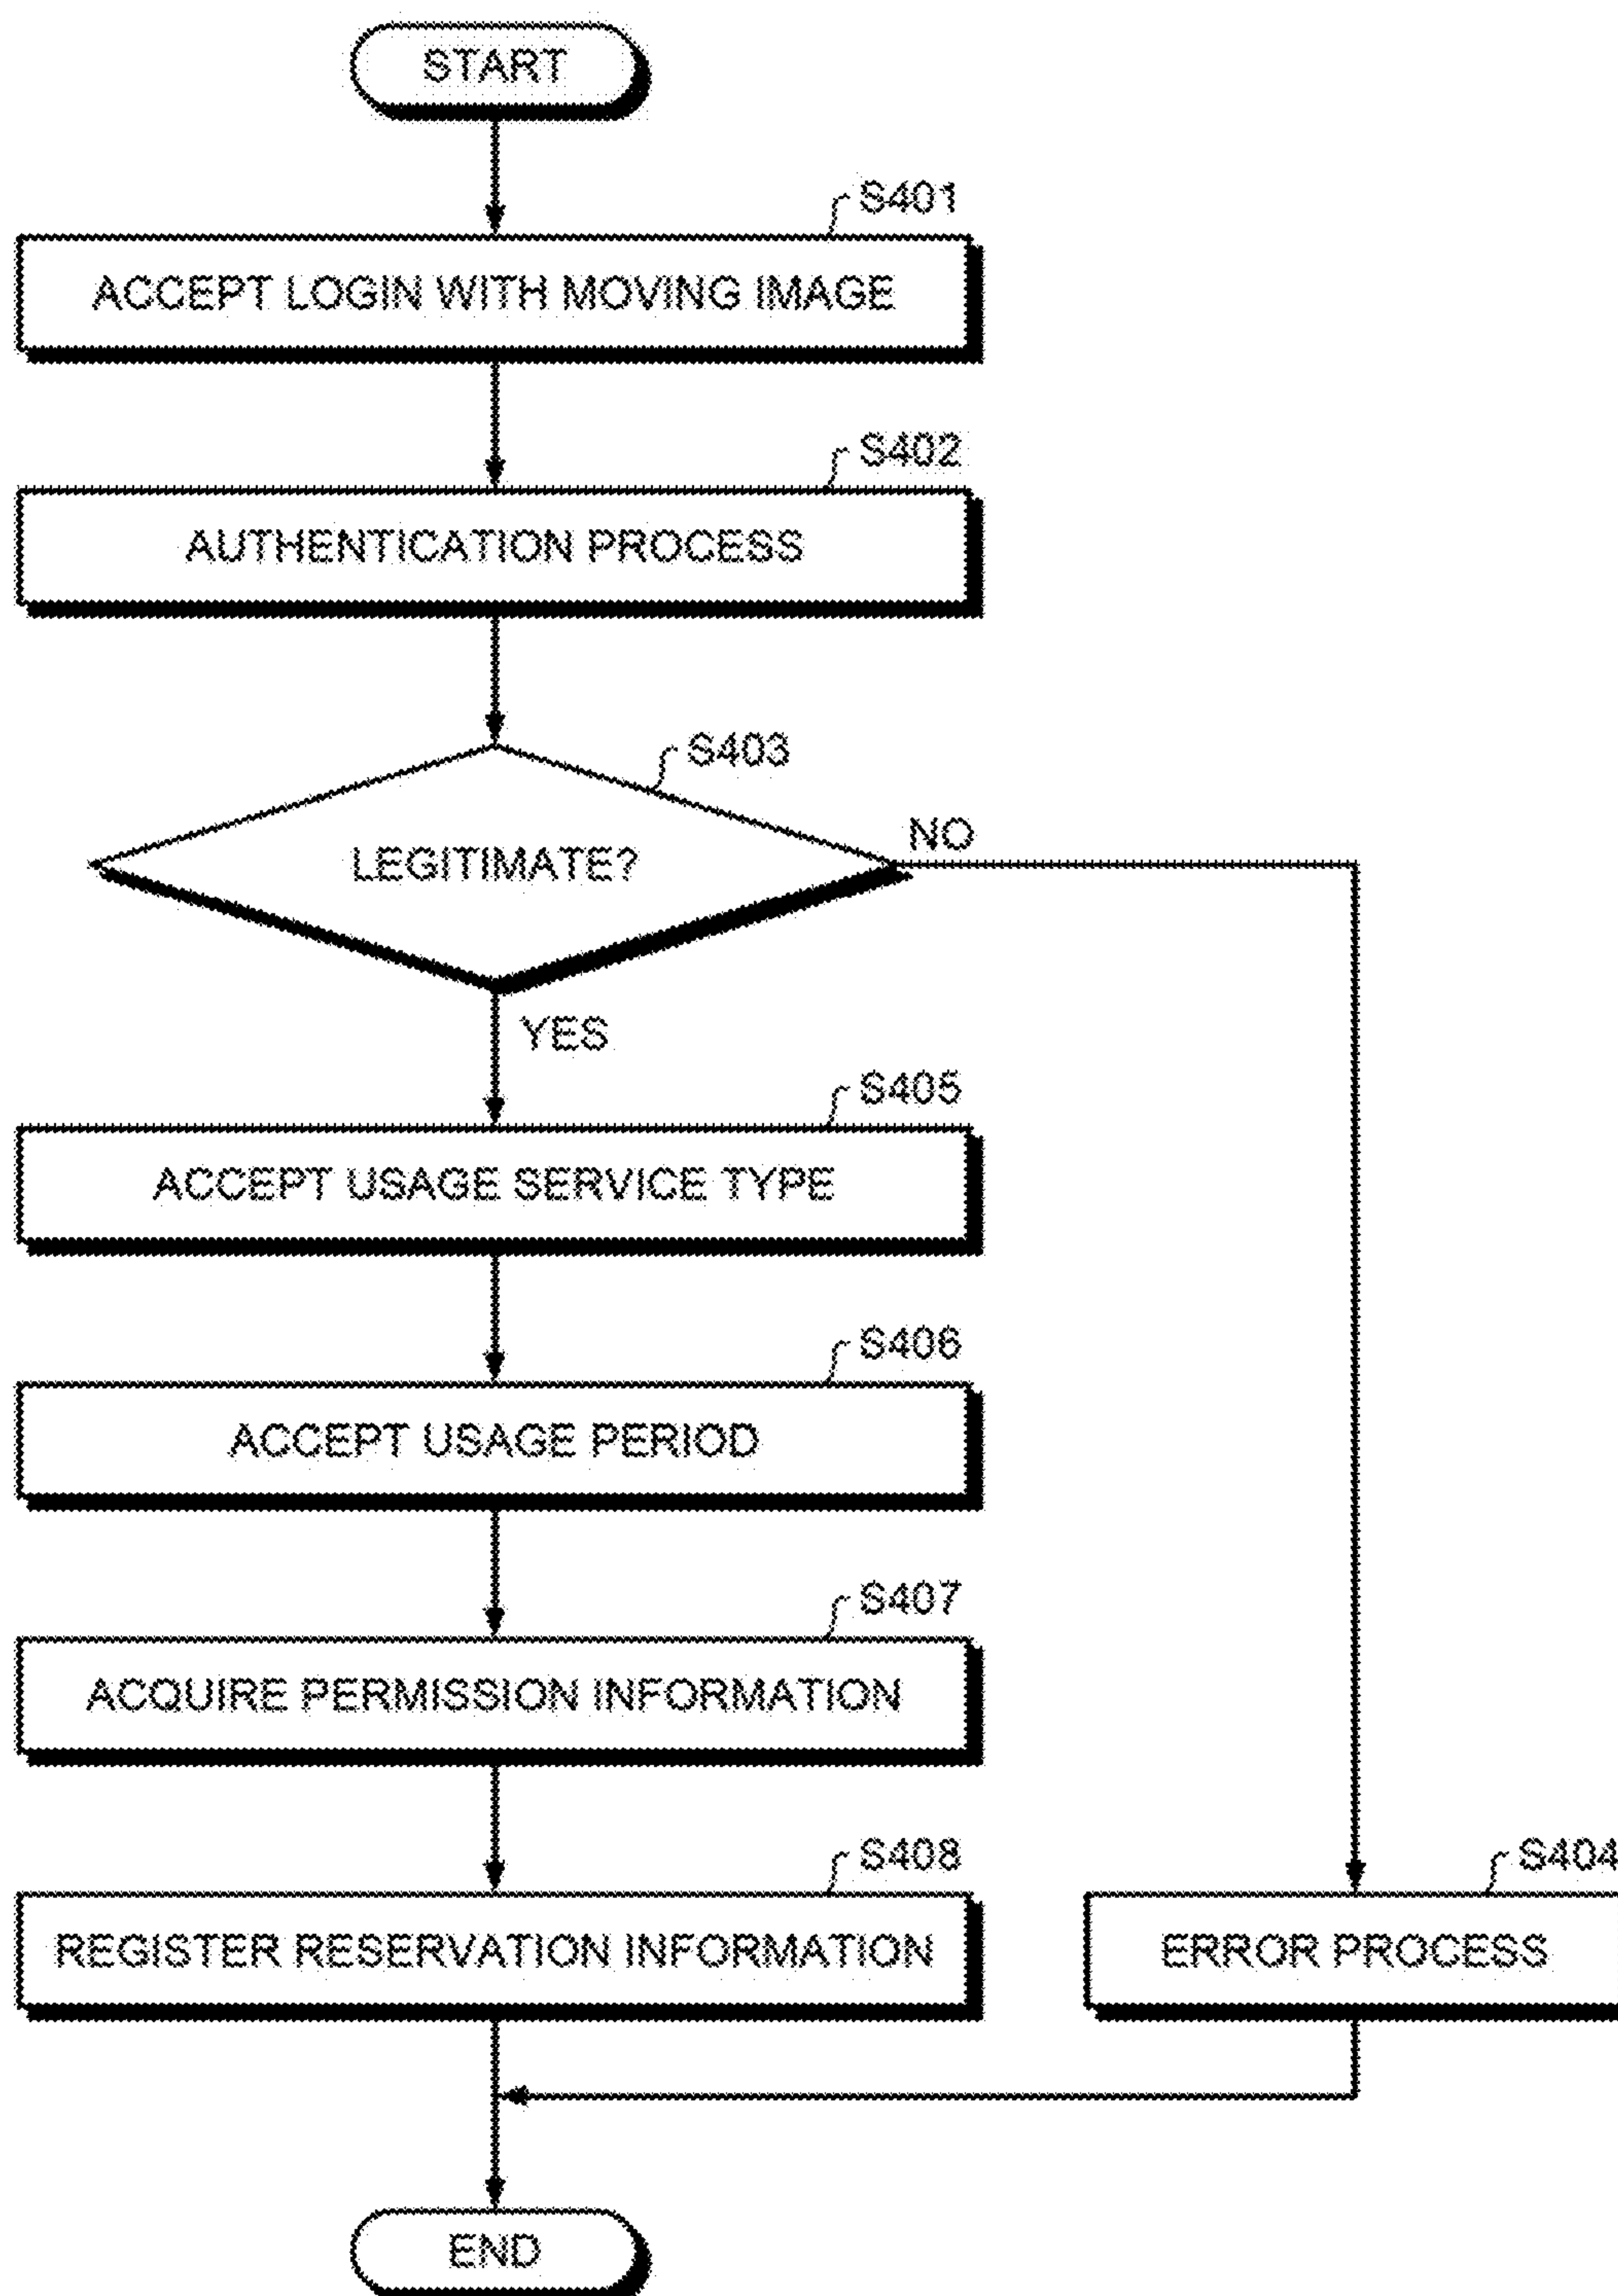 START
S401
ACCEPT LOGIN WITH MOVING IMAGE
S402
AUTHENTICATION PROCESS
S403
LEGITIMATE?
NO
YES
S405
ACCEPT USAGE SERVICE TYPE
S406
ACCEPT USAGE PERIOD
S407
ACQUIRE PERMISSION INFORMATION
S408
REGISTER RESERVATION INFORMATION
S404
ERROR PROCESS
END